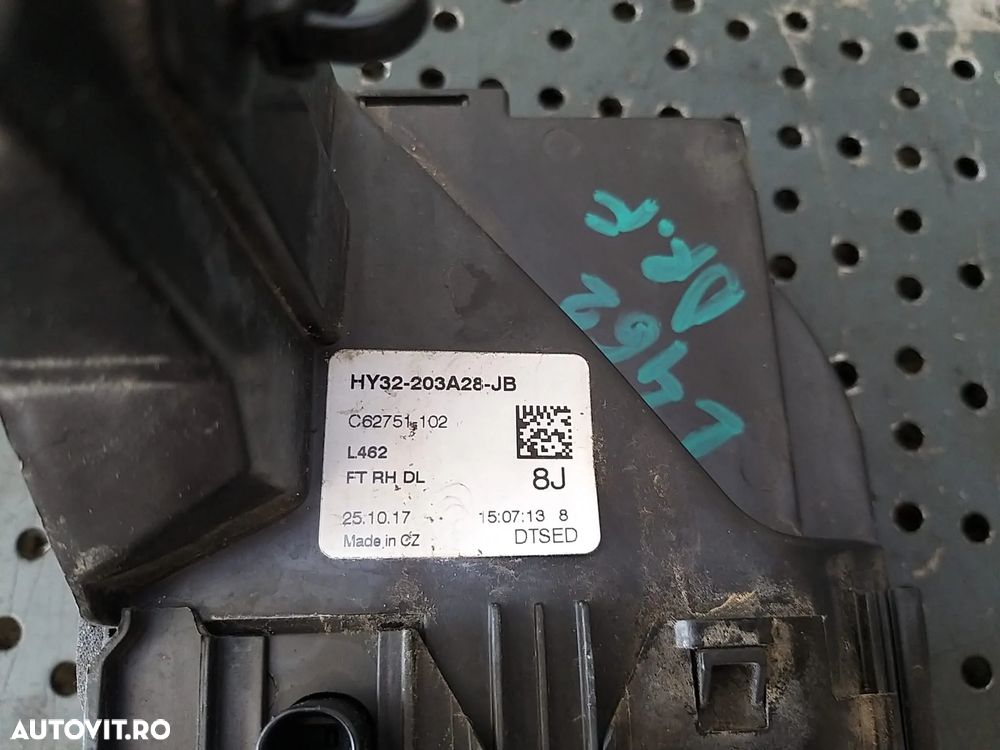 HY32-203A28-JB
C62751-102
L462
FT RH DL
8J
25.10.17 15:07:13 8
Made in CZ DTSED
L462
DR.
AUTOVIT.RO